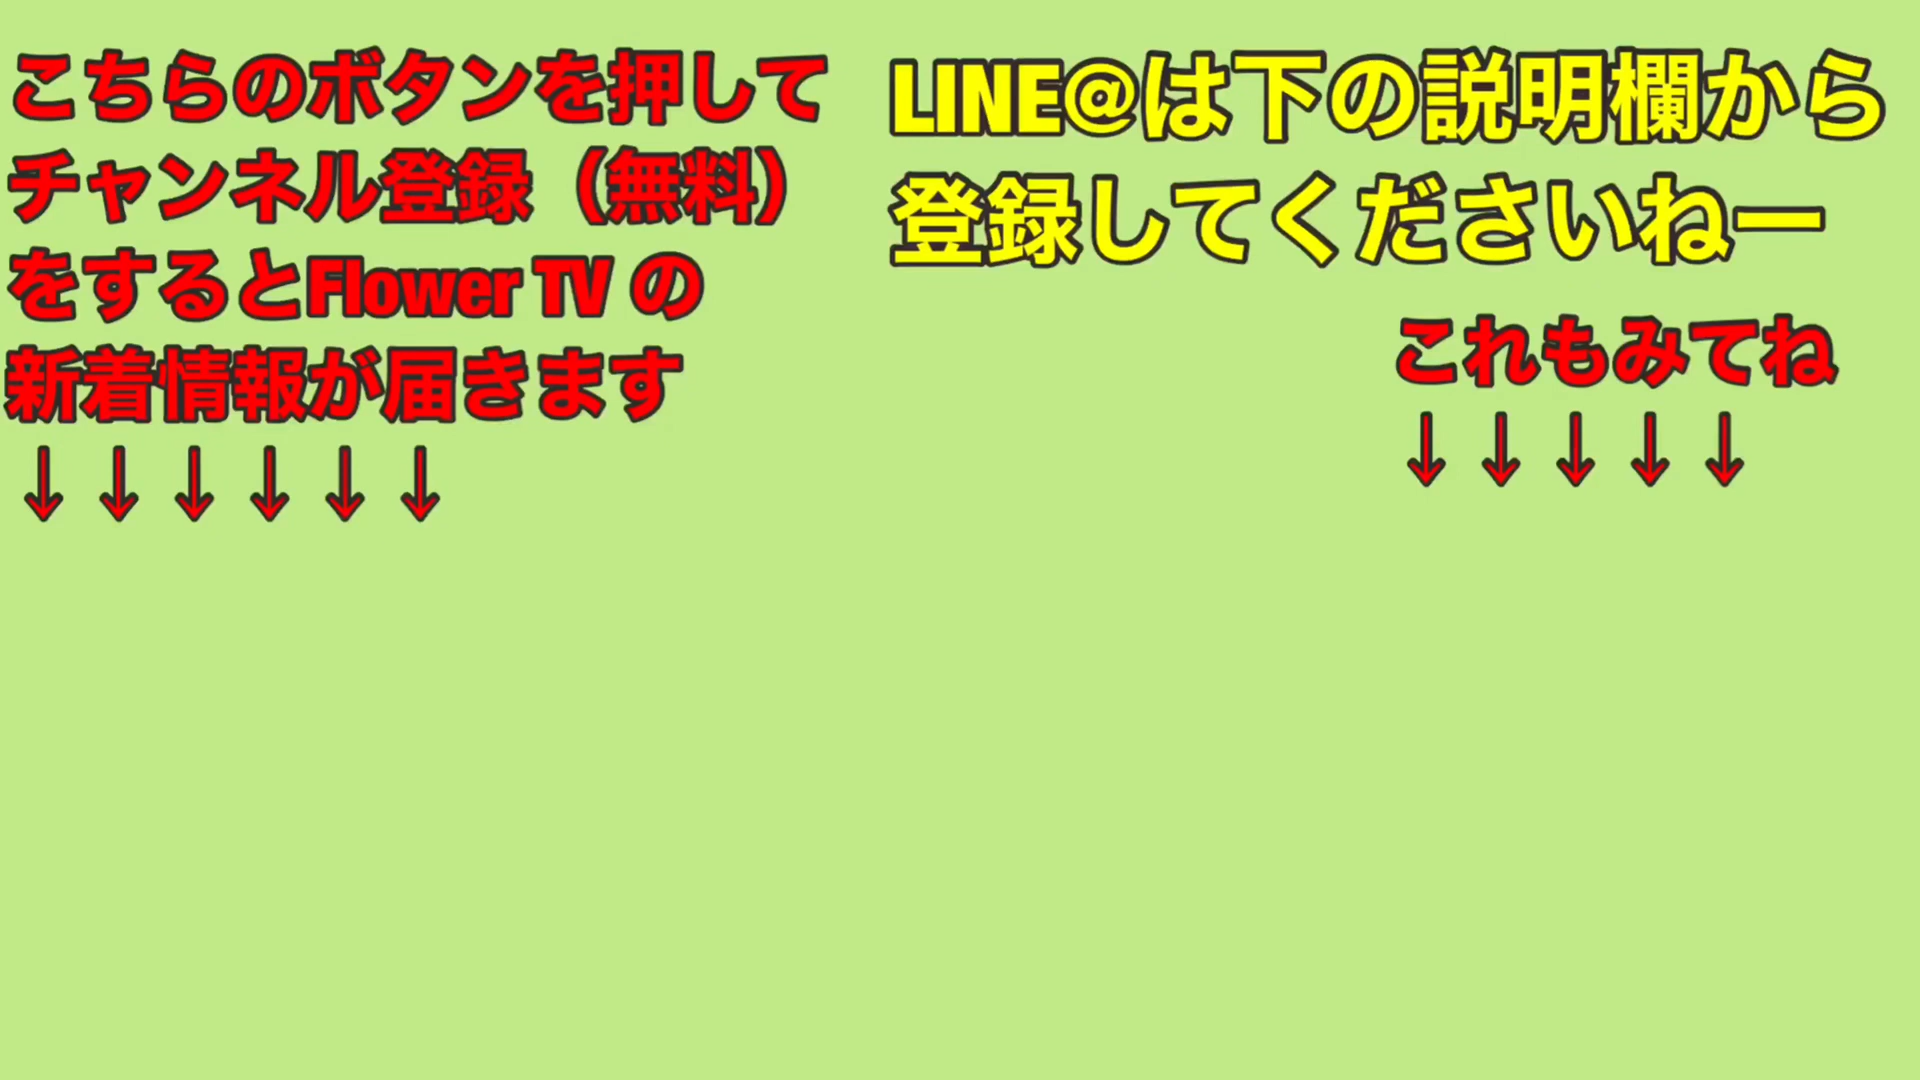 こちらのボタンを押して
チャンネル登録（無料）
をするとFlower TV の
新着情報が届きます
↓ ↓ ↓ ↓ ↓ ↓
LINE@は下の説明欄から
登録してくださいねー
これもみてね
↓ ↓ ↓ ↓ ↓